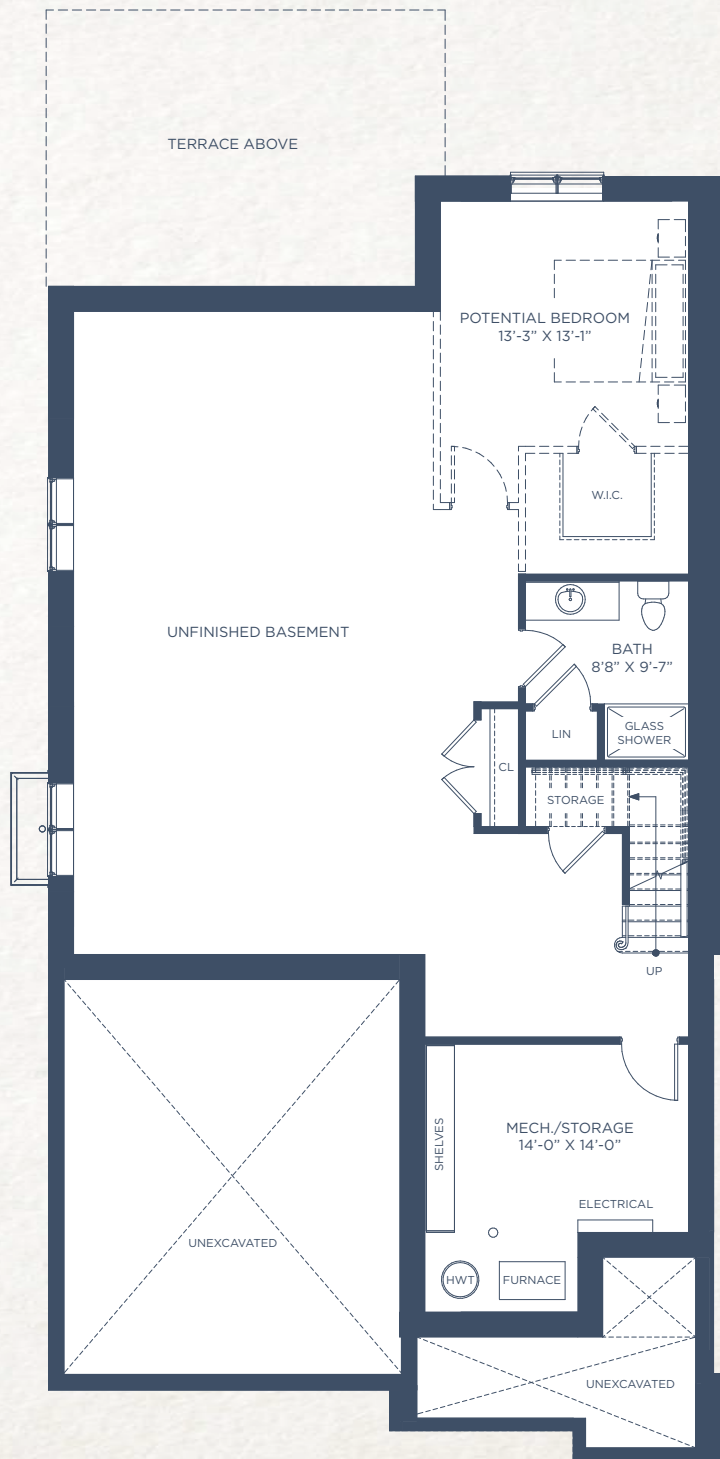 TERRACE ABOVE
POTENTIAL BEDROOM
13'-3” X 13’-1”
W.I.C.
UNFINISHED BASEMENT
BATH
8’8” X 9’-7”
LIN
GLASS
SHOWER
CL
STORAGE
UP
SHELVES
MECH./STORAGE
14’-0” X 14’-0”
ELECTRICAL
UNEXCAVATED
HWT
FURNACE
UNEXCAVATED